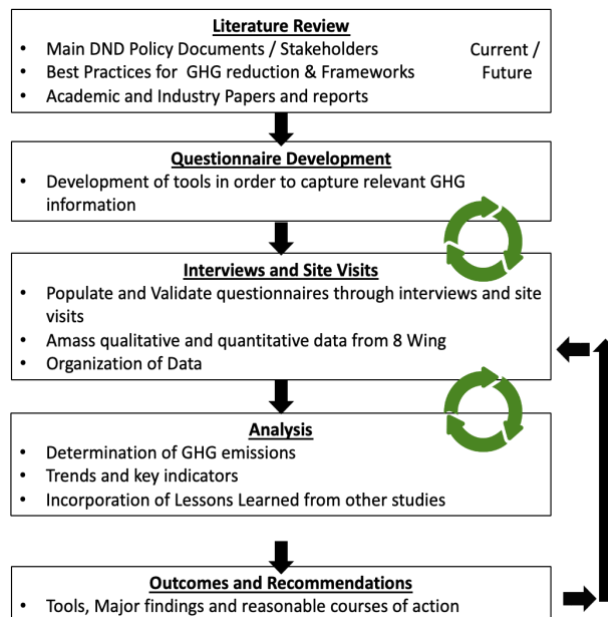 Literature Review
• Main DND Policy Documents / Stakeholders
• Best Practices for GHG reduction & Frameworks
• Academic and Industry Papers and reports
Current /
Future
Questionnaire Development
• Development of tools in order to capture relevant GHG
information
Interviews and Site Visits
• Populate and Validate questionnaires through interviews and site
visits
• Amass qualitative and quantitative data from 8 Wing
• Organization of Data
Analysis
• Determination of GHG emissions
• Trends and key indicators
• Incorporation of Lessons Learned from other studies
Outcomes and Recommendations
• Tools, Major findings and reasonable courses of action